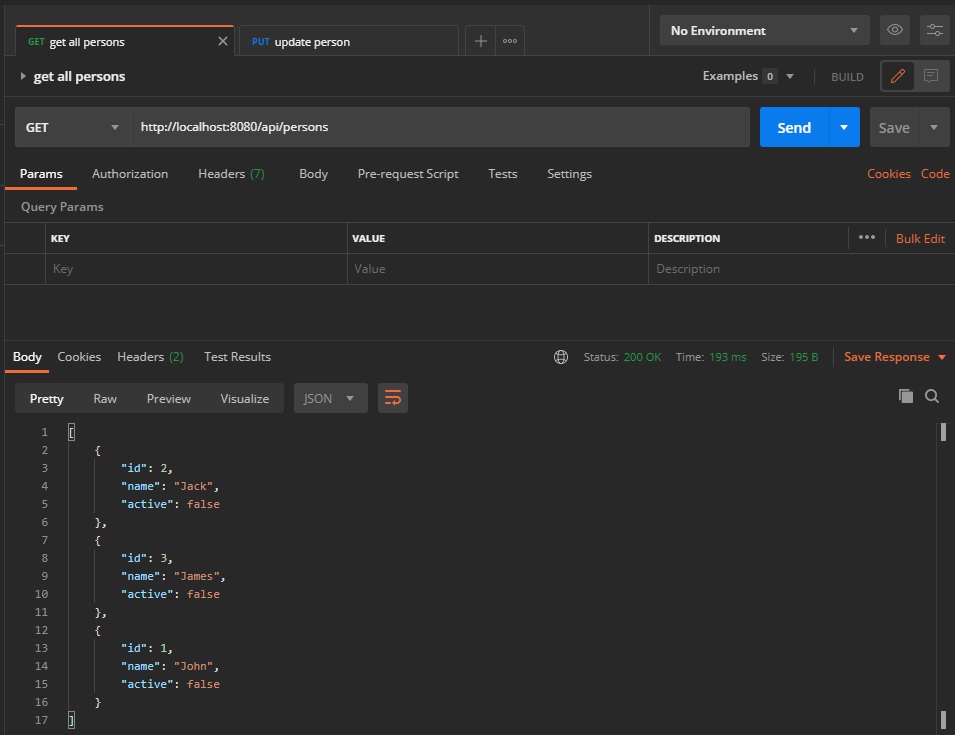 GET get all persons PUT update person No Environment
get all persons Examples 0 BUILD
GET http://localhost:8080/api/persons Send Save
Params Authorization Headers (7) Body Pre-request Script Tests Settings Cookies Code
Query Params
KEY VALUE DESCRIPTION Bulk Edit
Key Value Description
Body Cookies Headers (2) Test Results Status: 200 OK Time: 193 ms Size: 195 B Save Response
Pretty Raw Preview Visualize JSON
1 [
2 {
3 "id": 2,
4 "name": "Jack",
5 "active": false
6 },
7 {
8 "id": 3,
9 "name": "James",
10 "active": false
11 },
12 {
13 "id": 1,
14 "name": "John",
15 "active": false
16 }
17 ]